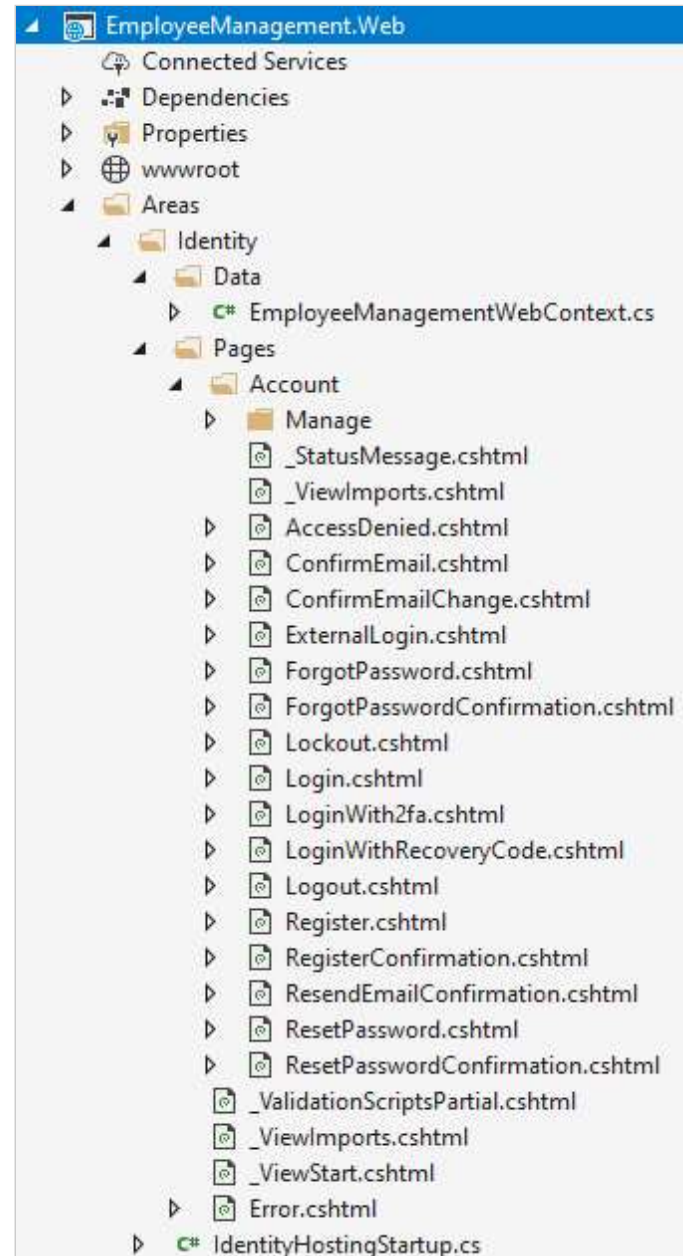 EmployeeManagement.Web
Connected Services
Dependencies
Properties
wwwroot
Areas
Identity
Data
C# EmployeeManagementWebContext.cs
Pages
Account
Manage
_StatusMessage.cshtml
_ViewImports.cshtml
AccessDenied.cshtml
ConfirmEmail.cshtml
ConfirmEmailChange.cshtml
ExternalLogin.cshtml
ForgotPassword.cshtml
ForgotPasswordConfirmation.cshtml
Lockout.cshtml
Login.cshtml
LoginWith2fa.cshtml
LoginWithRecoveryCode.cshtml
Logout.cshtml
Register.cshtml
RegisterConfirmation.cshtml
ResendEmailConfirmation.cshtml
ResetPassword.cshtml
ResetPasswordConfirmation.cshtml
_ValidationScriptsPartial.cshtml
_ViewImports.cshtml
_ViewStart.cshtml
Error.cshtml
C# IdentityHostingStartup.cs